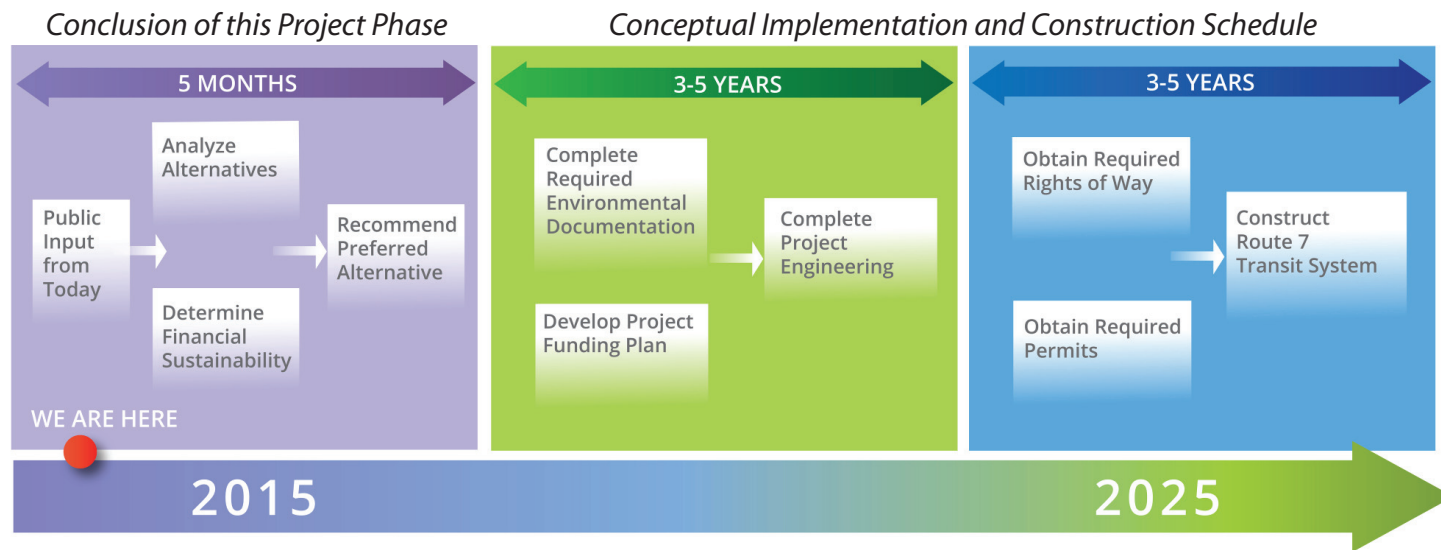 Conclusion of this Project Phase
Conceptual Implementation and Construction Schedule
5 MONTHS
Public
Input
from
Today
Analyze
Alternatives
Determine
Financial
Sustainability
Recommend
Preferred
Alternative
WE ARE HERE
3-5 YEARS
Complete
Required
Environmental
Documentation
Develop Project
Funding Plan
Complete
Project
Engineering
3-5 YEARS
Obtain Required
Rights of Way
Obtain Required
Permits
Construct
Route 7
Transit System
2015
2025